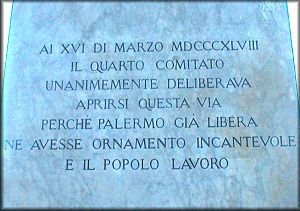 AI XVI DI MARZO MDCCCXLVIII
IL QUARTO COMITATO
UNANIMEMENTE DELIBERAVA
APRIRSI QUESTA VIA
PERCHÈ PALERMO GIÀ LIBERA
NE AVESSE ORNAMENTO INCANTEVOLE
E IL POPOLO LAVORO